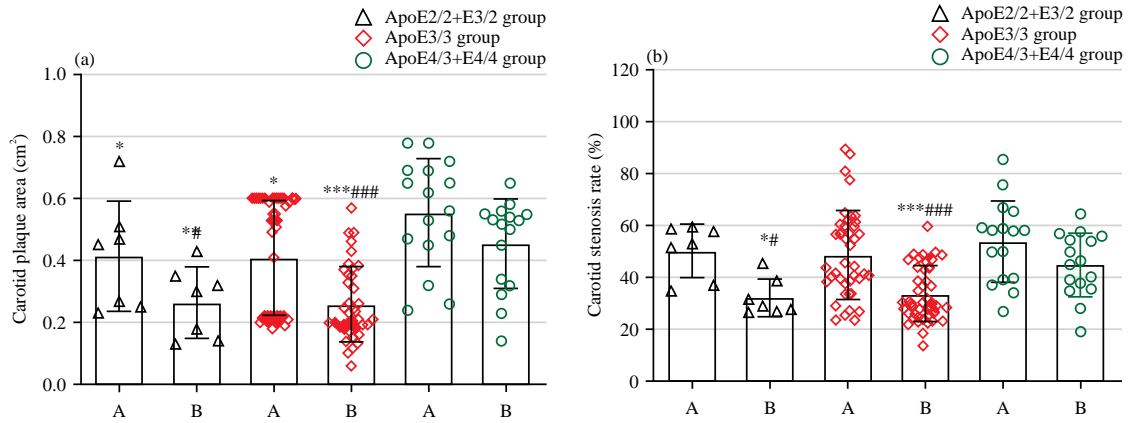 ApoE2/2+E3/2 group
ApoE3/3 group
ApoE4/3+E4/4 group
(a)
Carotid plaque area (cm²)
1.0
0.8
0.6
0.4
0.2
0.0
*
*#
*
***###
A
B
A
B
A
B
ApoE2/2+E3/2 group
ApoE3/3 group
ApoE4/3+E4/4 group
(b)
Carotid stenosis rate (%)
120
100
80
60
40
20
0
*#
***###
A
B
A
B
A
B